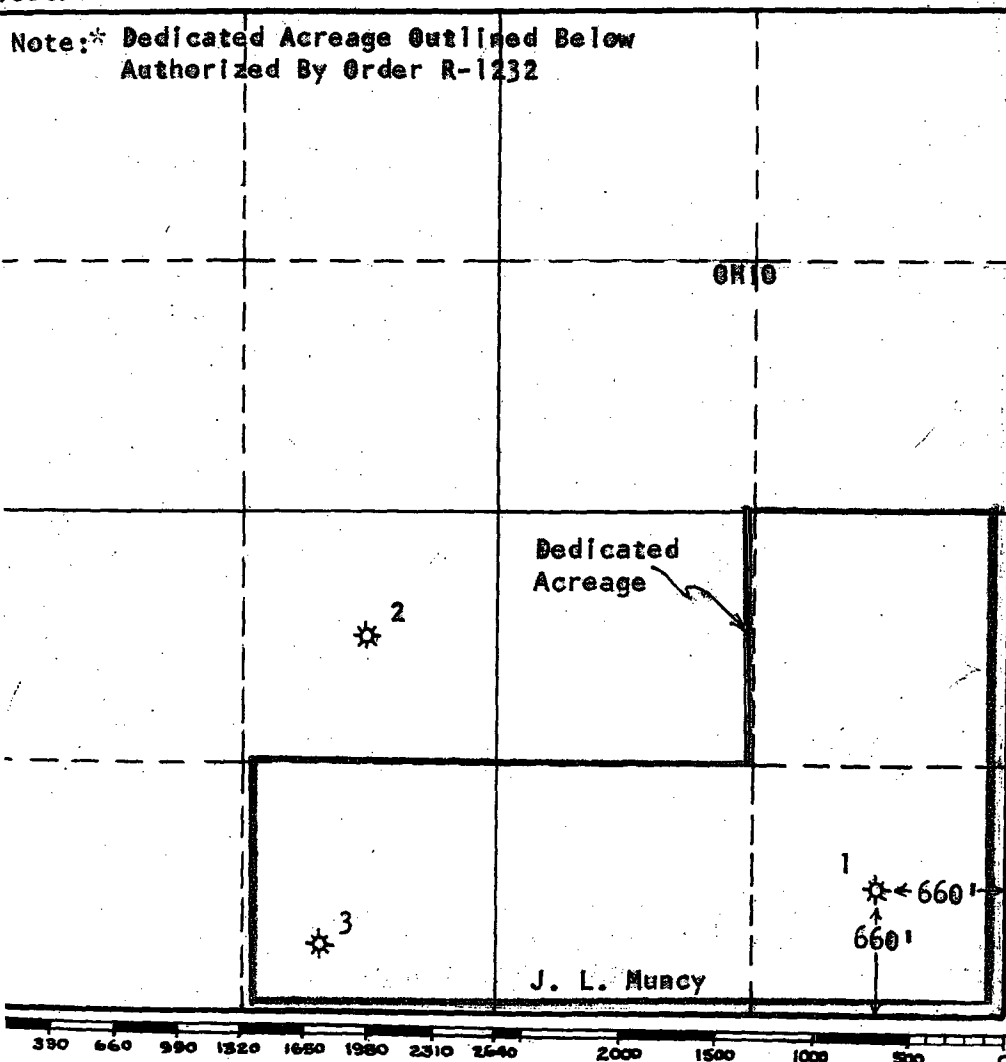 Note:* Dedicated Acreage Outlined Below
Authorized By Order R-1232
OHIO
Dedicated
Acreage
2
1
660'
660'
3
J. L. Muncy
330 660 990 1320 1650 1980 2310 2640 2000 1500 1000 500